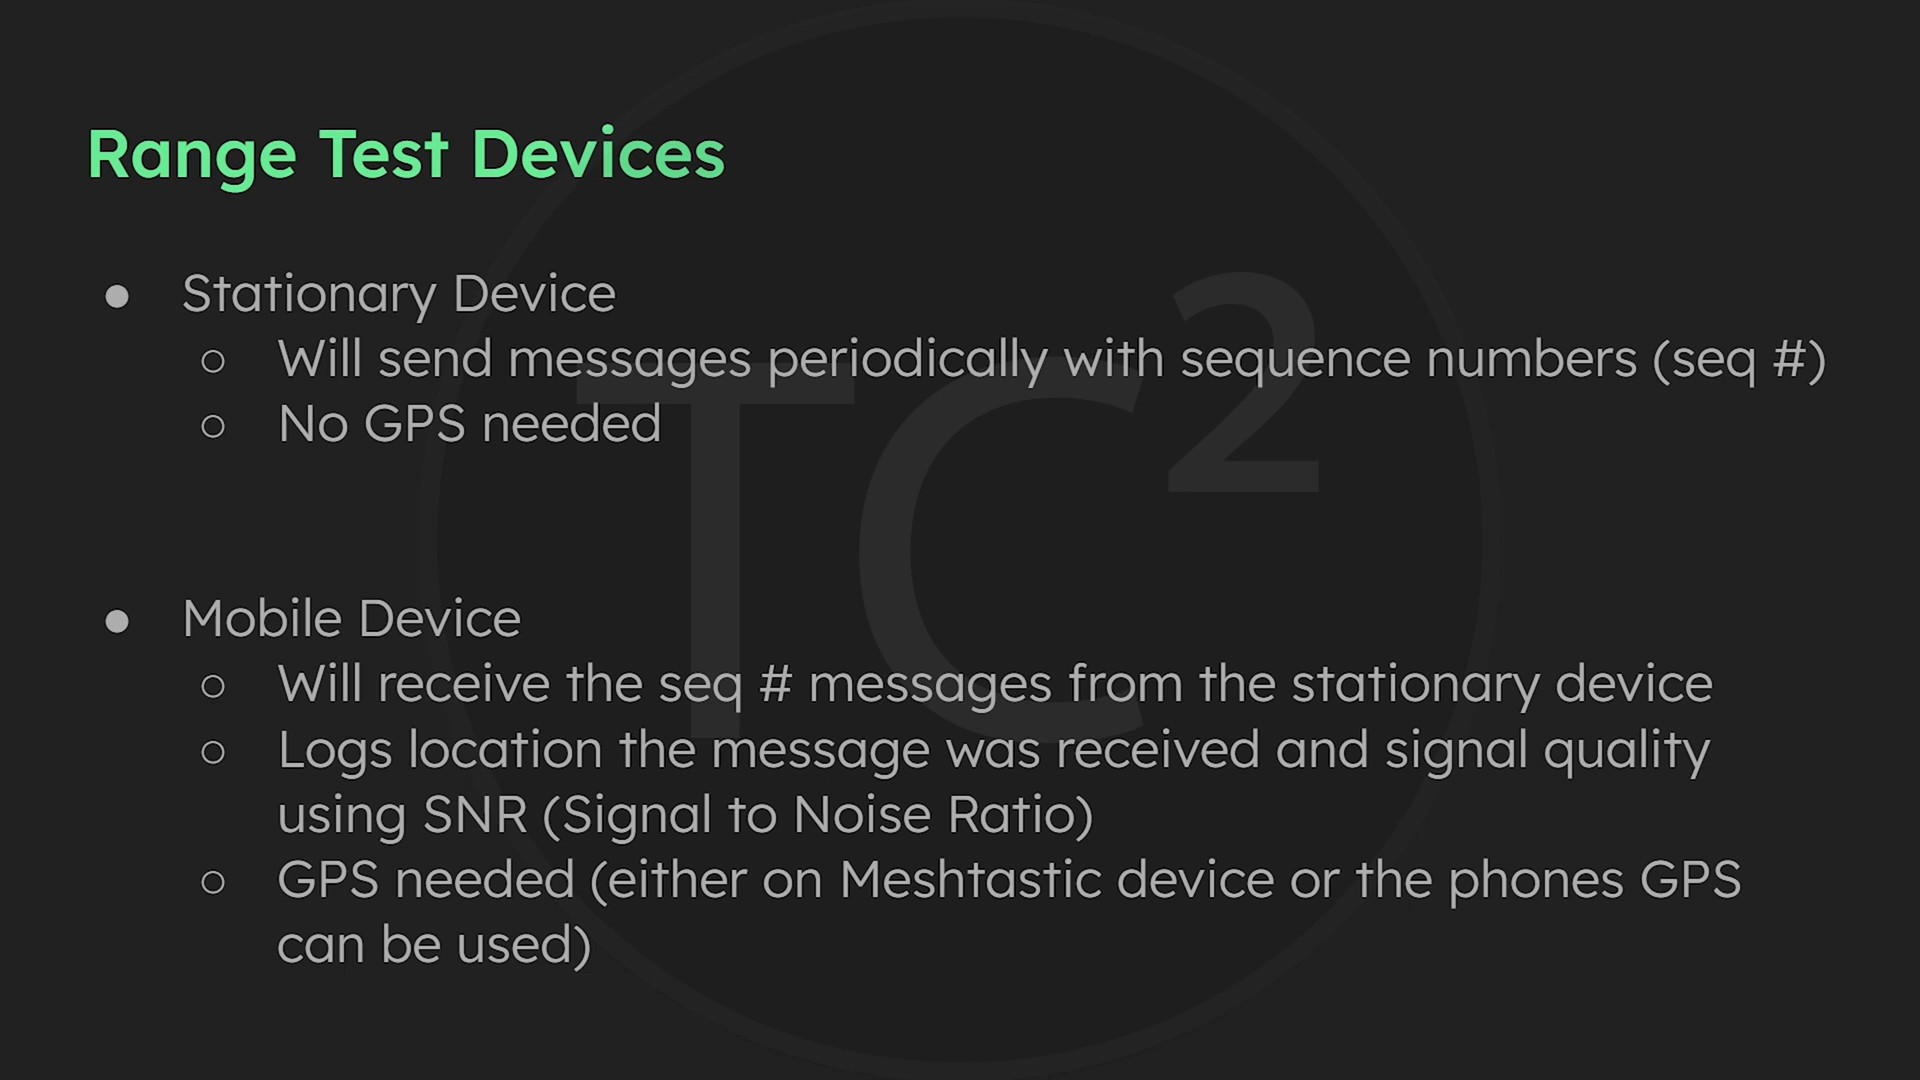 Range Test Devices
● Stationary Device
○ Will send messages periodically with sequence numbers (seq #)
○ No GPS needed
● Mobile Device
○ Will receive the seq # messages from the stationary device
○ Logs location the message was received and signal quality
using SNR (Signal to Noise Ratio)
○ GPS needed (either on Meshtastic device or the phones GPS
can be used)
TC²